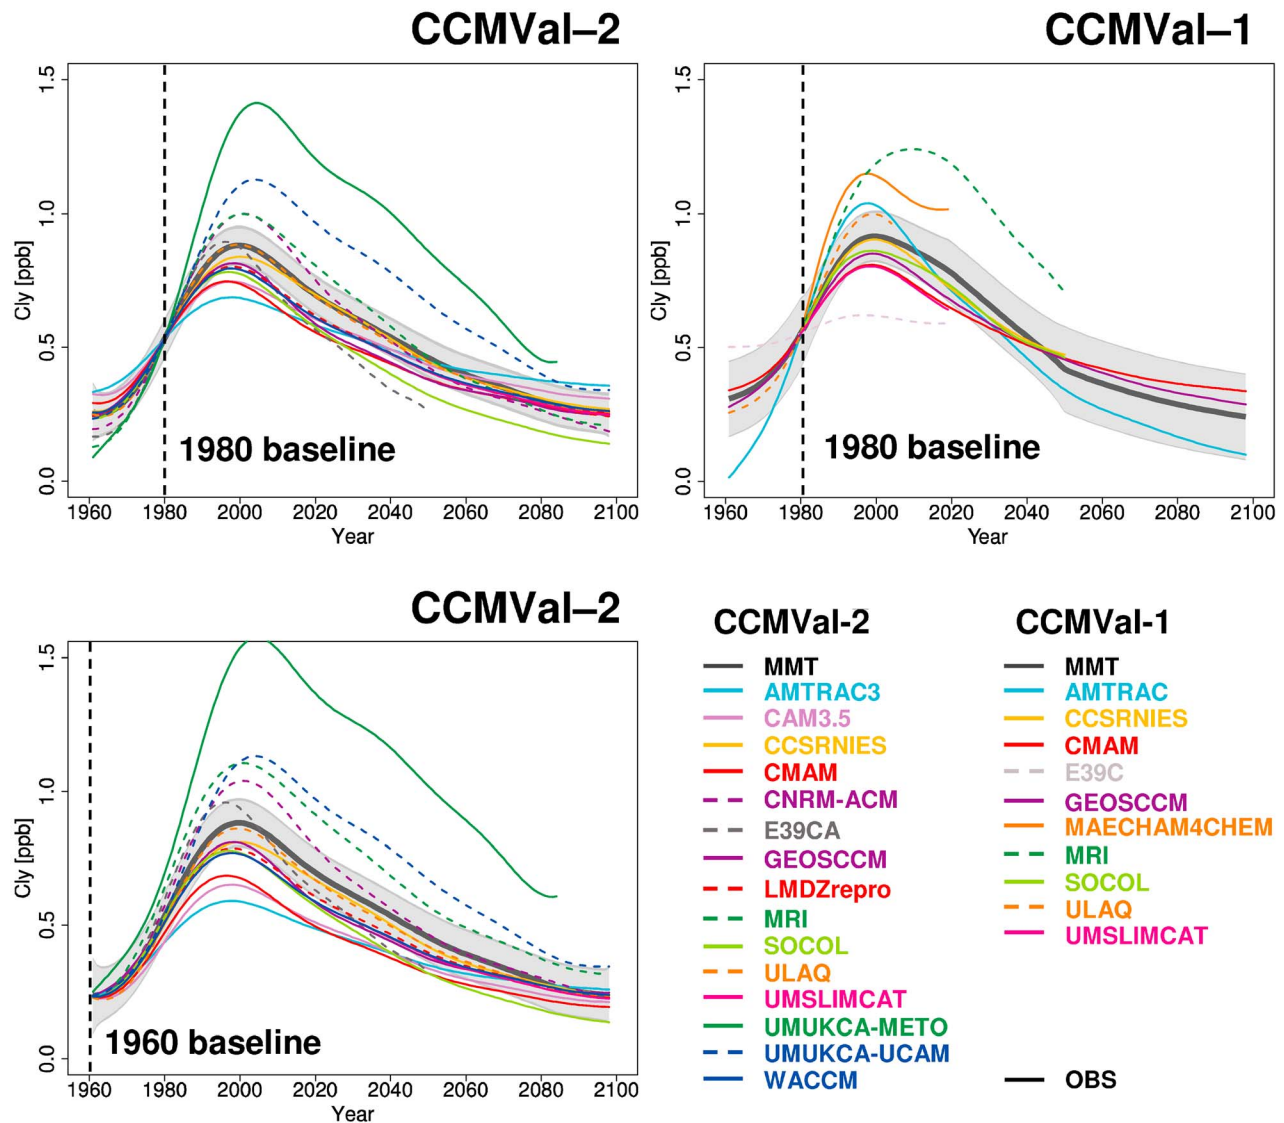 CCMVal–2
CCMVal–1
Cly [ppb]
1.5
1.0
0.5
0.0
1980 baseline
1960 1980 2000 2020 2040 2060 2080 2100
Year
Cly [ppb]
1.5
1.0
0.5
0.0
1980 baseline
1960 1980 2000 2020 2040 2060 2080 2100
Year
CCMVal–2
Cly [ppb]
1.5
1.0
0.5
0.0
1960 baseline
1960 1980 2000 2020 2040 2060 2080 2100
Year
CCMVal-2
MMT
AMTRAC3
CAM3.5
CCSRNIES
CMAM
CNRM-ACM
E39CA
GEOSCCM
LMDZrepro
MRI
SOCOL
ULAQ
UMSLIMCAT
UMUKCA-METO
UMUKCA-UCAM
WACCM
CCMVal-1
MMT
AMTRAC
CCSRNIES
CMAM
E39C
GEOSCCM
MAECHAM4CHEM
MRI
SOCOL
ULAQ
UMSLIMCAT
OBS